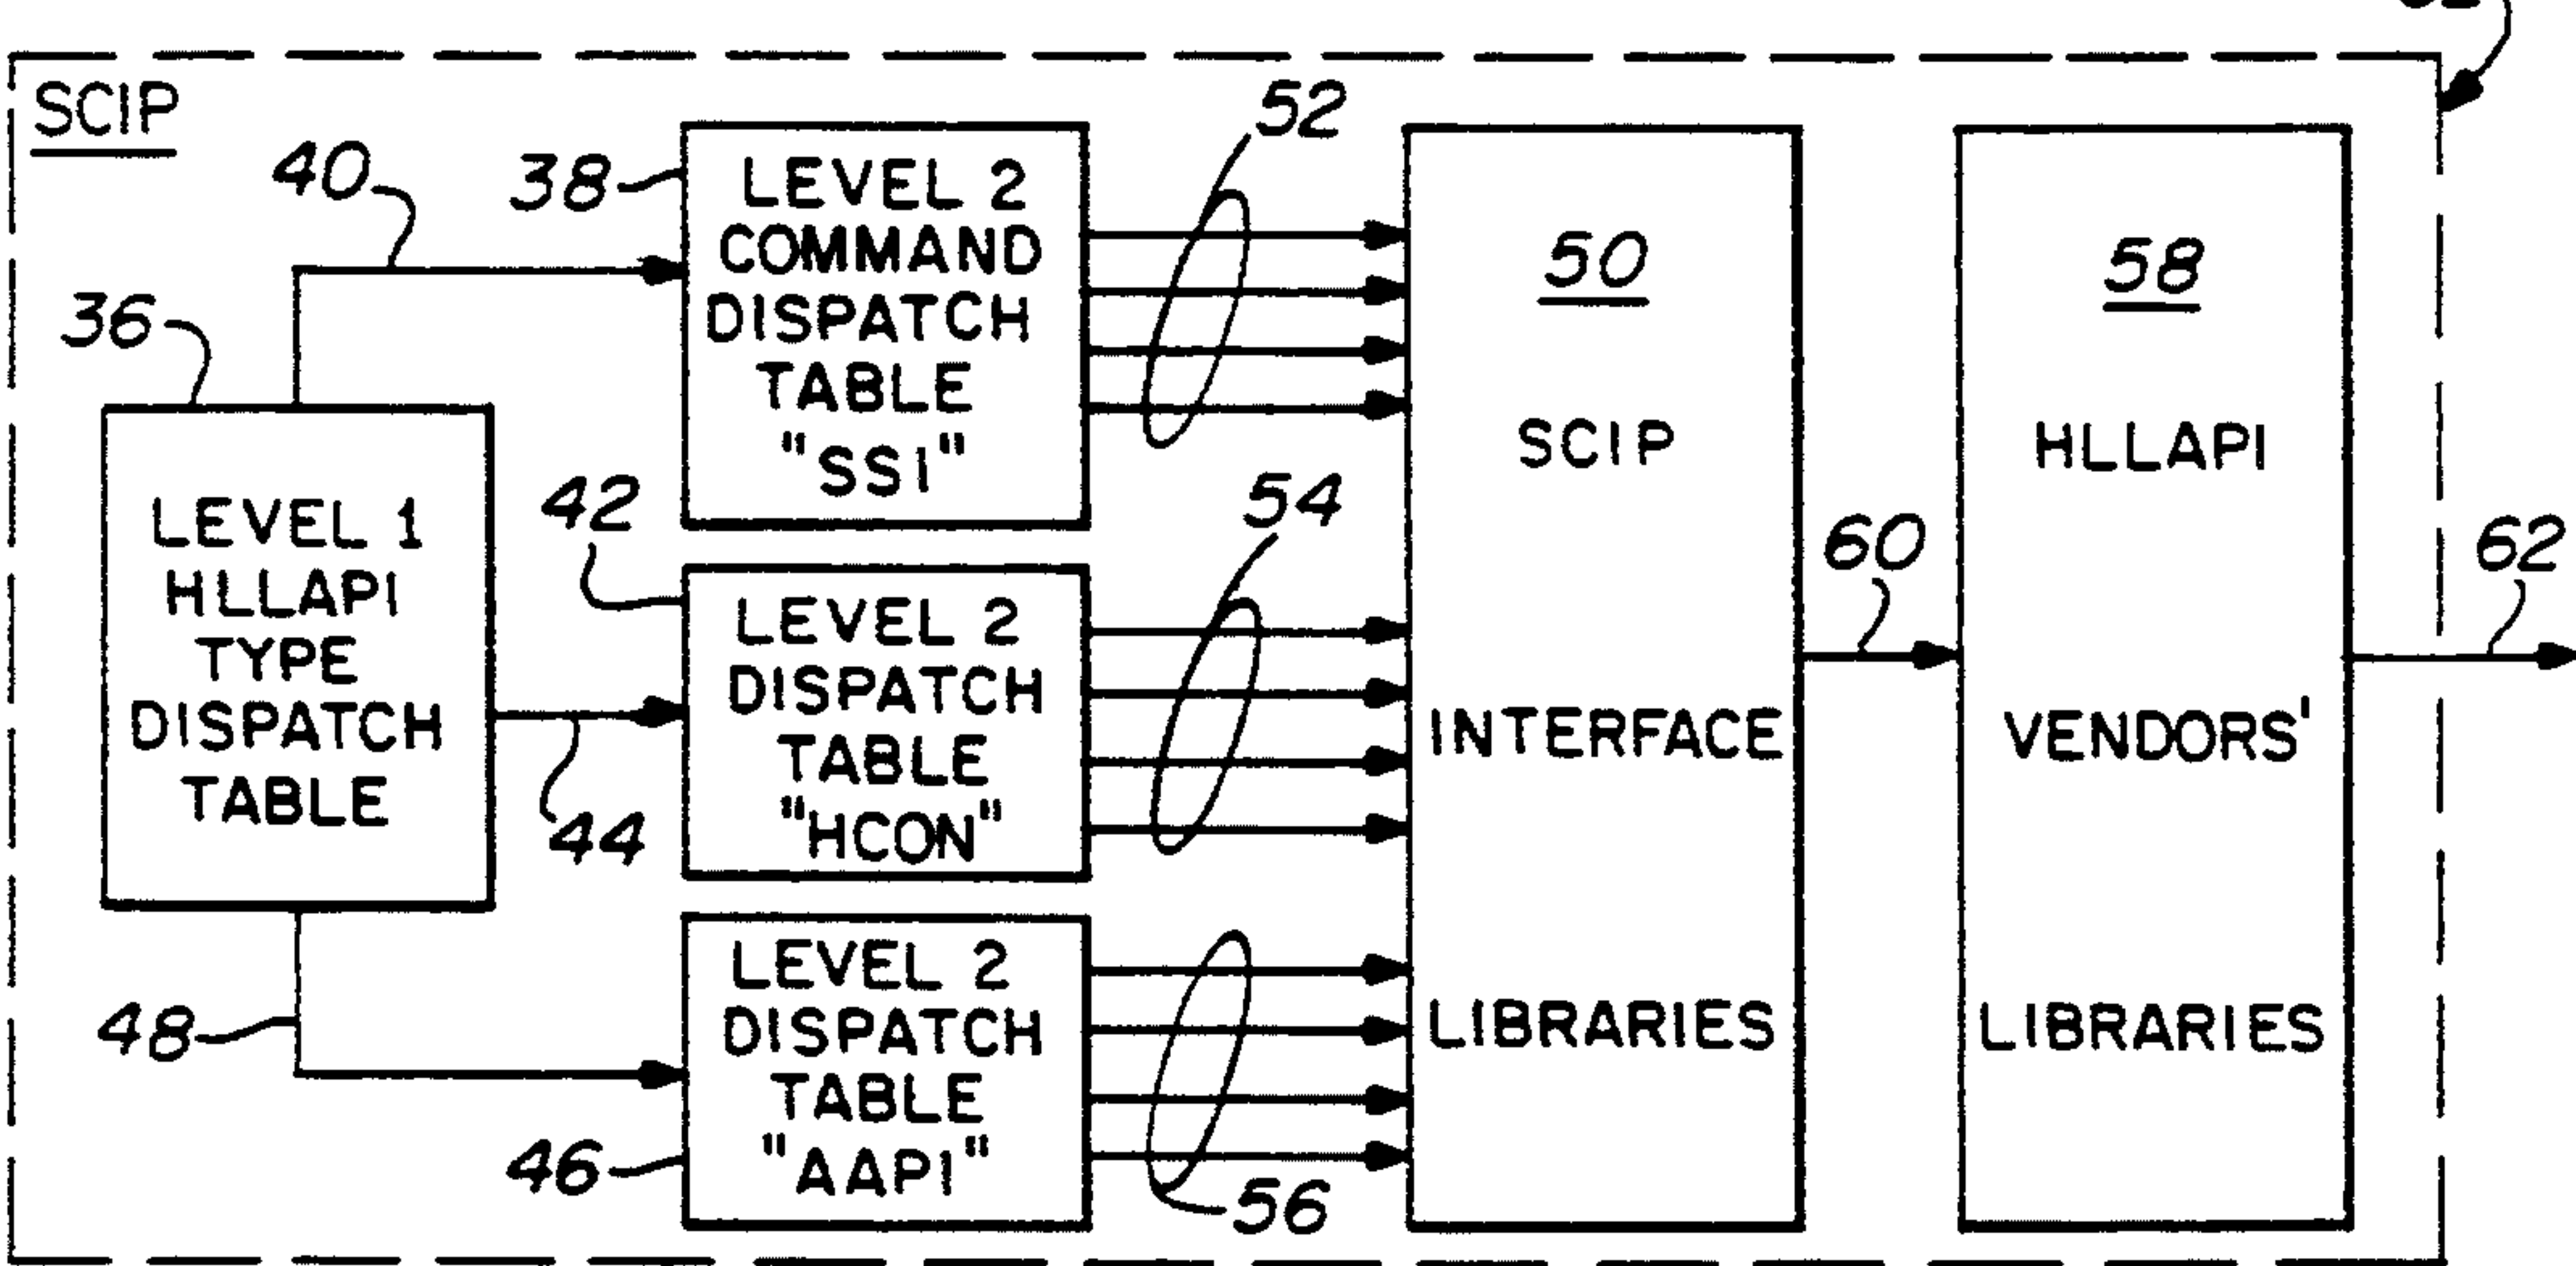 SCIP
40
38
52
36
LEVEL 2
COMMAND
DISPATCH
TABLE
"SSI"
50
SCIP
INTERFACE
LIBRARIES
58
HLLAPI
VENDORS'
LIBRARIES
LEVEL 1
HLLAPI
TYPE
DISPATCH
TABLE
42
54
60
62
LEVEL 2
DISPATCH
TABLE
"HCON"
44
48
LEVEL 2
DISPATCH
TABLE
"AAPI"
46
56